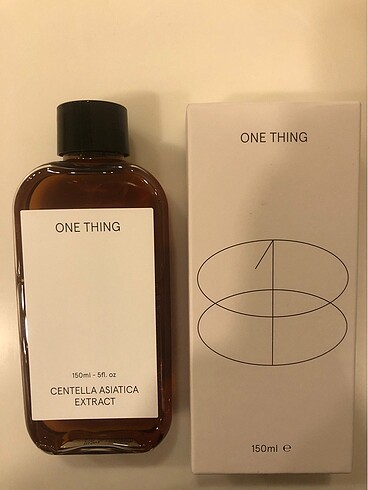 ONE THING
150ml - 5fl. oz
CENTELLA ASIATICA
EXTRACT
ONE THING
150ml ℮